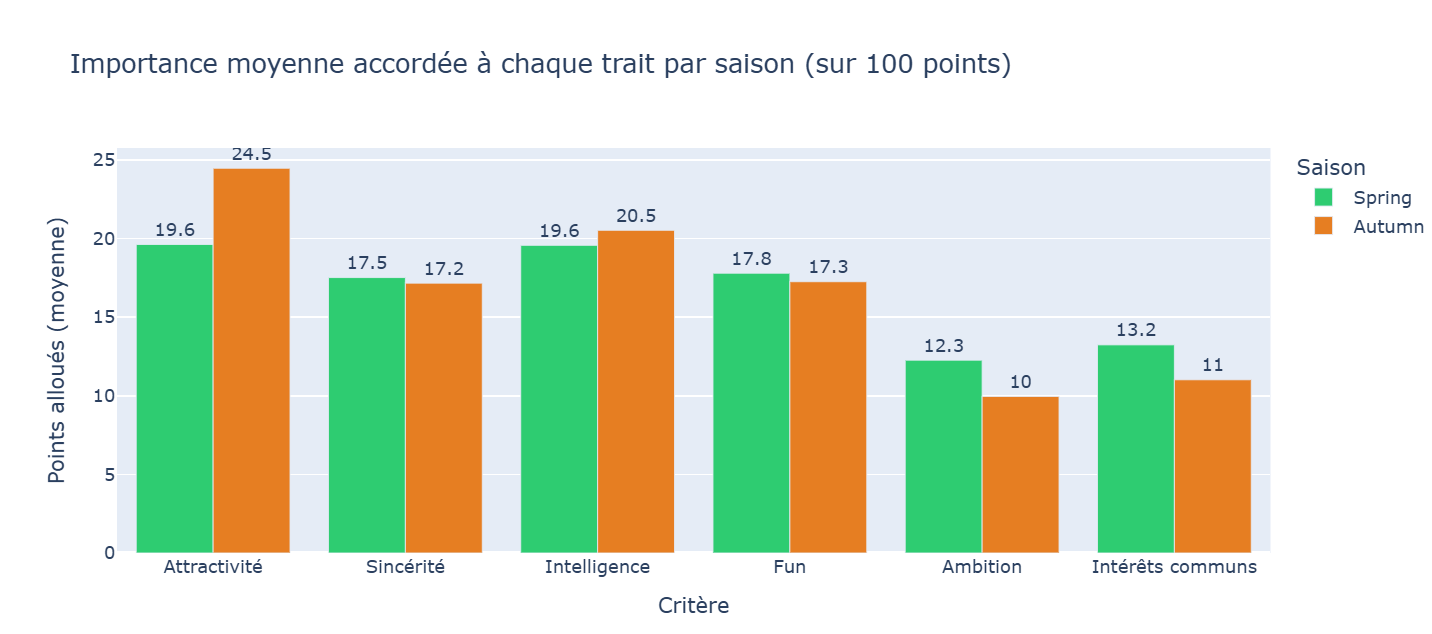 Importance moyenne accordée à chaque trait par saison (sur 100 points)
Points alloués (moyenne)
25
20
15
10
5
0
19.6
24.5
17.5
17.2
19.6
20.5
17.8
17.3
12.3
10
13.2
11
Attractivité
Sincérité
Intelligence
Fun
Ambition
Intérêts communs
Critère
Saison
Spring
Autumn